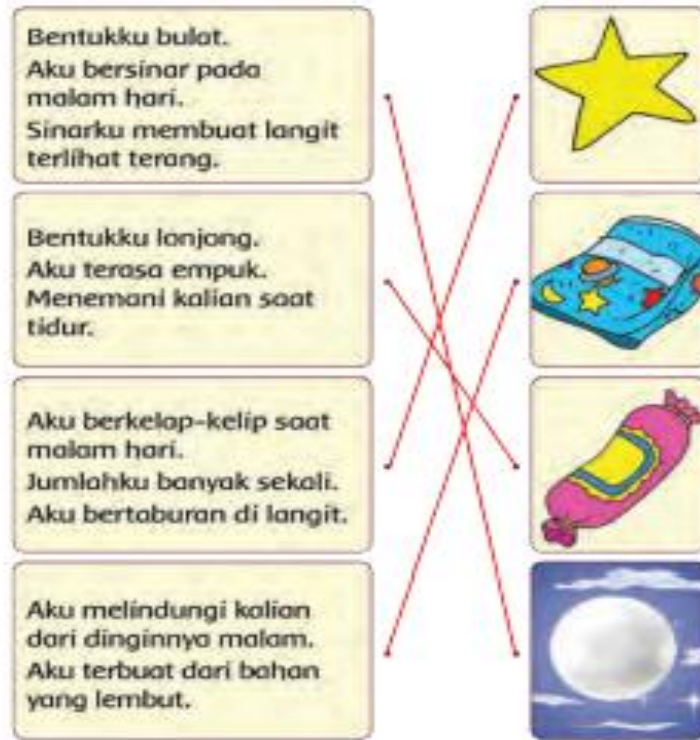 Bentukku bulat.
Aku bersinar pada
malam hari.
Sinarku membuat langit
terlihat terang.
Bentukku lonjong.
Aku terasa empuk.
Menemani kalian saat
tidur.
Aku berkelap-kelip saat
malam hari.
Jumlahku banyak sekali.
Aku bertaburan di langit.
Aku melindungi kalian
dari dinginnya malam.
Aku terbuat dari bahan
yang lembut.